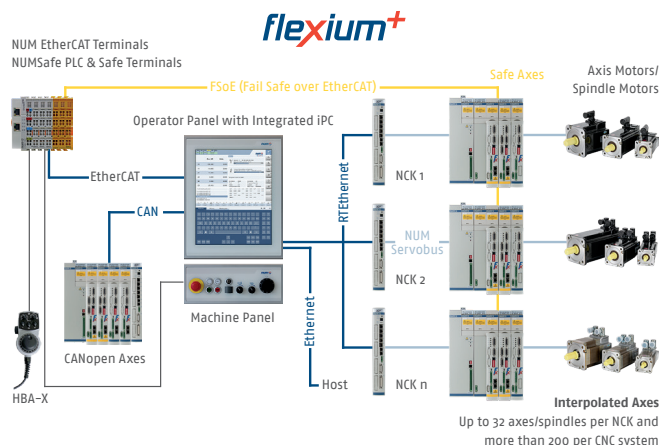 flexium+
NUM EtherCAT Terminals
NUMSafe PLC & Safe Terminals
FSoE (Fail Safe over EtherCAT)
Safe Axes
Axis Motors/
Spindle Motors
Operator Panel with Integrated iPC
EtherCAT
CAN
RTEthernet
NCK 1
NUM
Servobus
NCK 2
Machine Panel
CANopen Axes
Ethernet
HBA-X
Host
NCK n
Interpolated Axes
Up to 32 axes/spindles per NCK and
more than 200 per CNC system